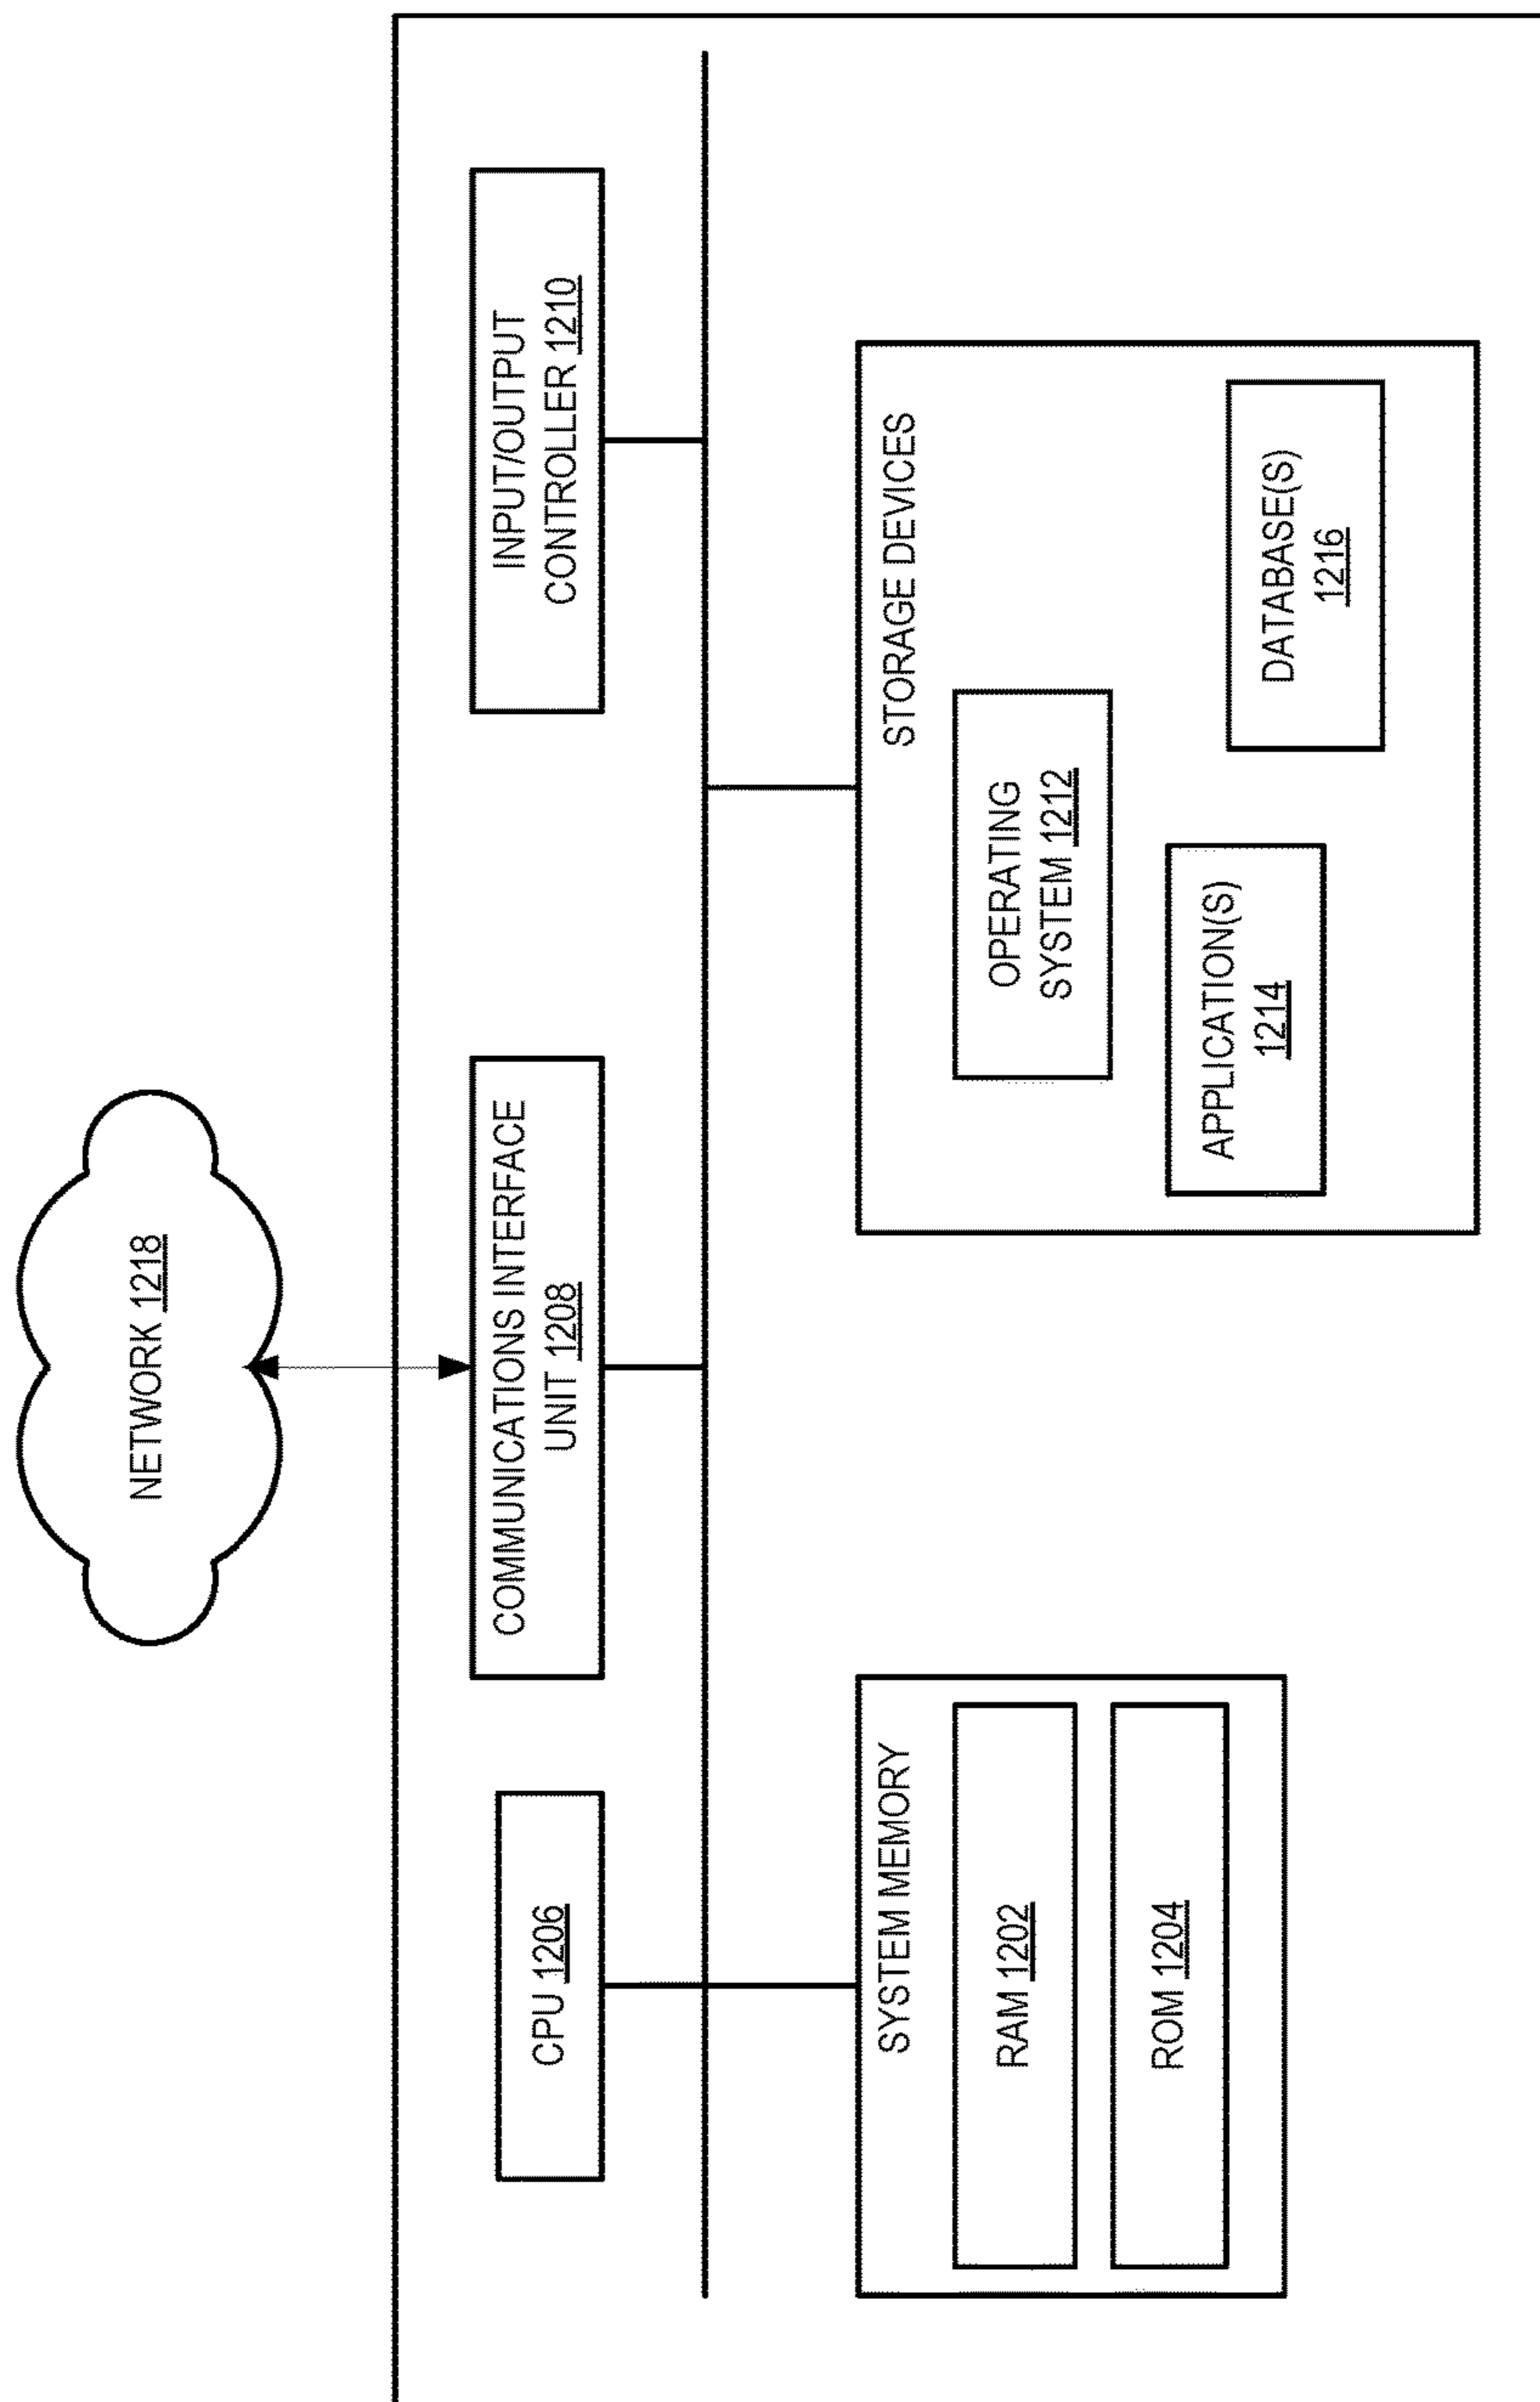 NETWORK 1218
CPU 1206
COMMUNICATIONS INTERFACE
UNIT 1208
INPUT/OUTPUT
CONTROLLER 1210
SYSTEM MEMORY
RAM 1202
ROM 1204
STORAGE DEVICES
OPERATING
SYSTEM 1212
APPLICATION(S)
1214
DATABASE(S)
1216